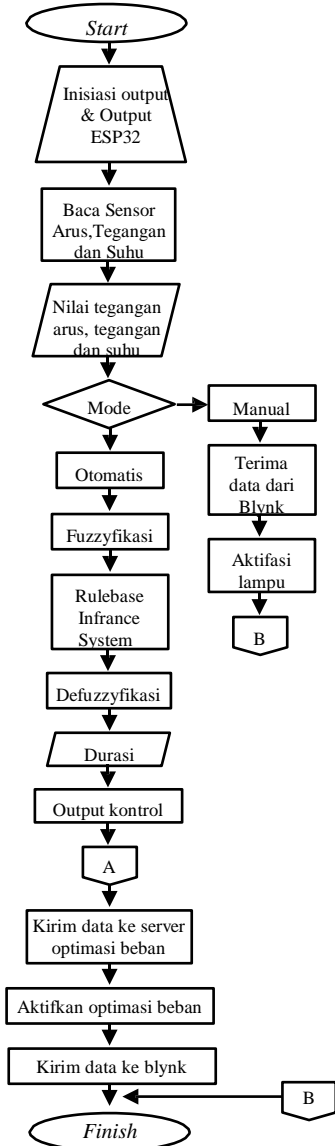 Start
Inisiasi output
& Output
ESP32
Baca Sensor
Arus,Tegangan
dan Suhu
Nilai tegangan
arus, tegangan
dan suhu
Mode
Manual
Otomatis
Terima
data dari
Blynk
Fuzzyfikasi
Aktifasi
lampu
Rulebase
Infrance
System
B
Defuzzyfikasi
Durasi
Output kontrol
A
Kirim data ke server
optimasi beban
Aktifkan optimasi beban
Kirim data ke blynk
B
Finish